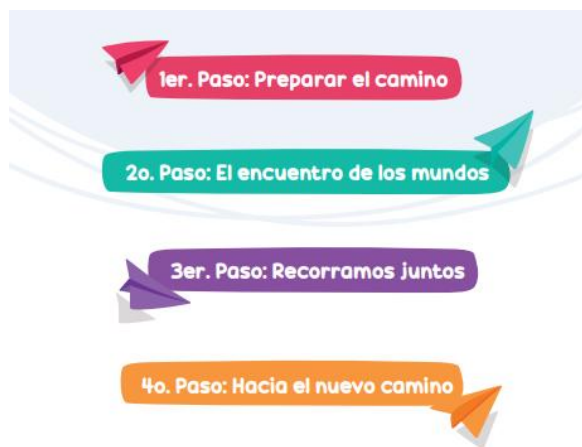 1er. Paso: Preparar el camino
2o. Paso: El encuentro de los mundos
3er. Paso: Recorramos juntos
4o. Paso: Hacia el nuevo camino